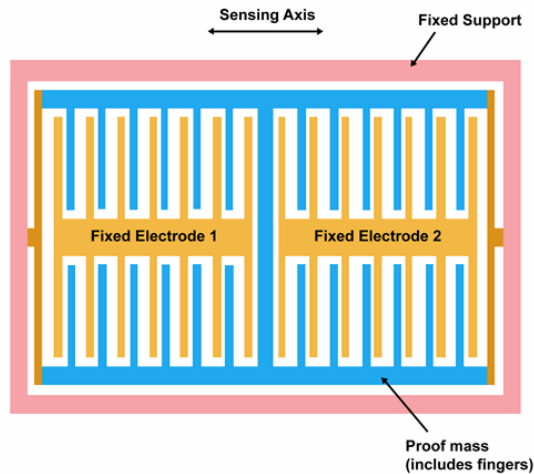 Sensing Axis
Fixed Support
Fixed Electrode 1
Fixed Electrode 2
Proof mass
(includes fingers)